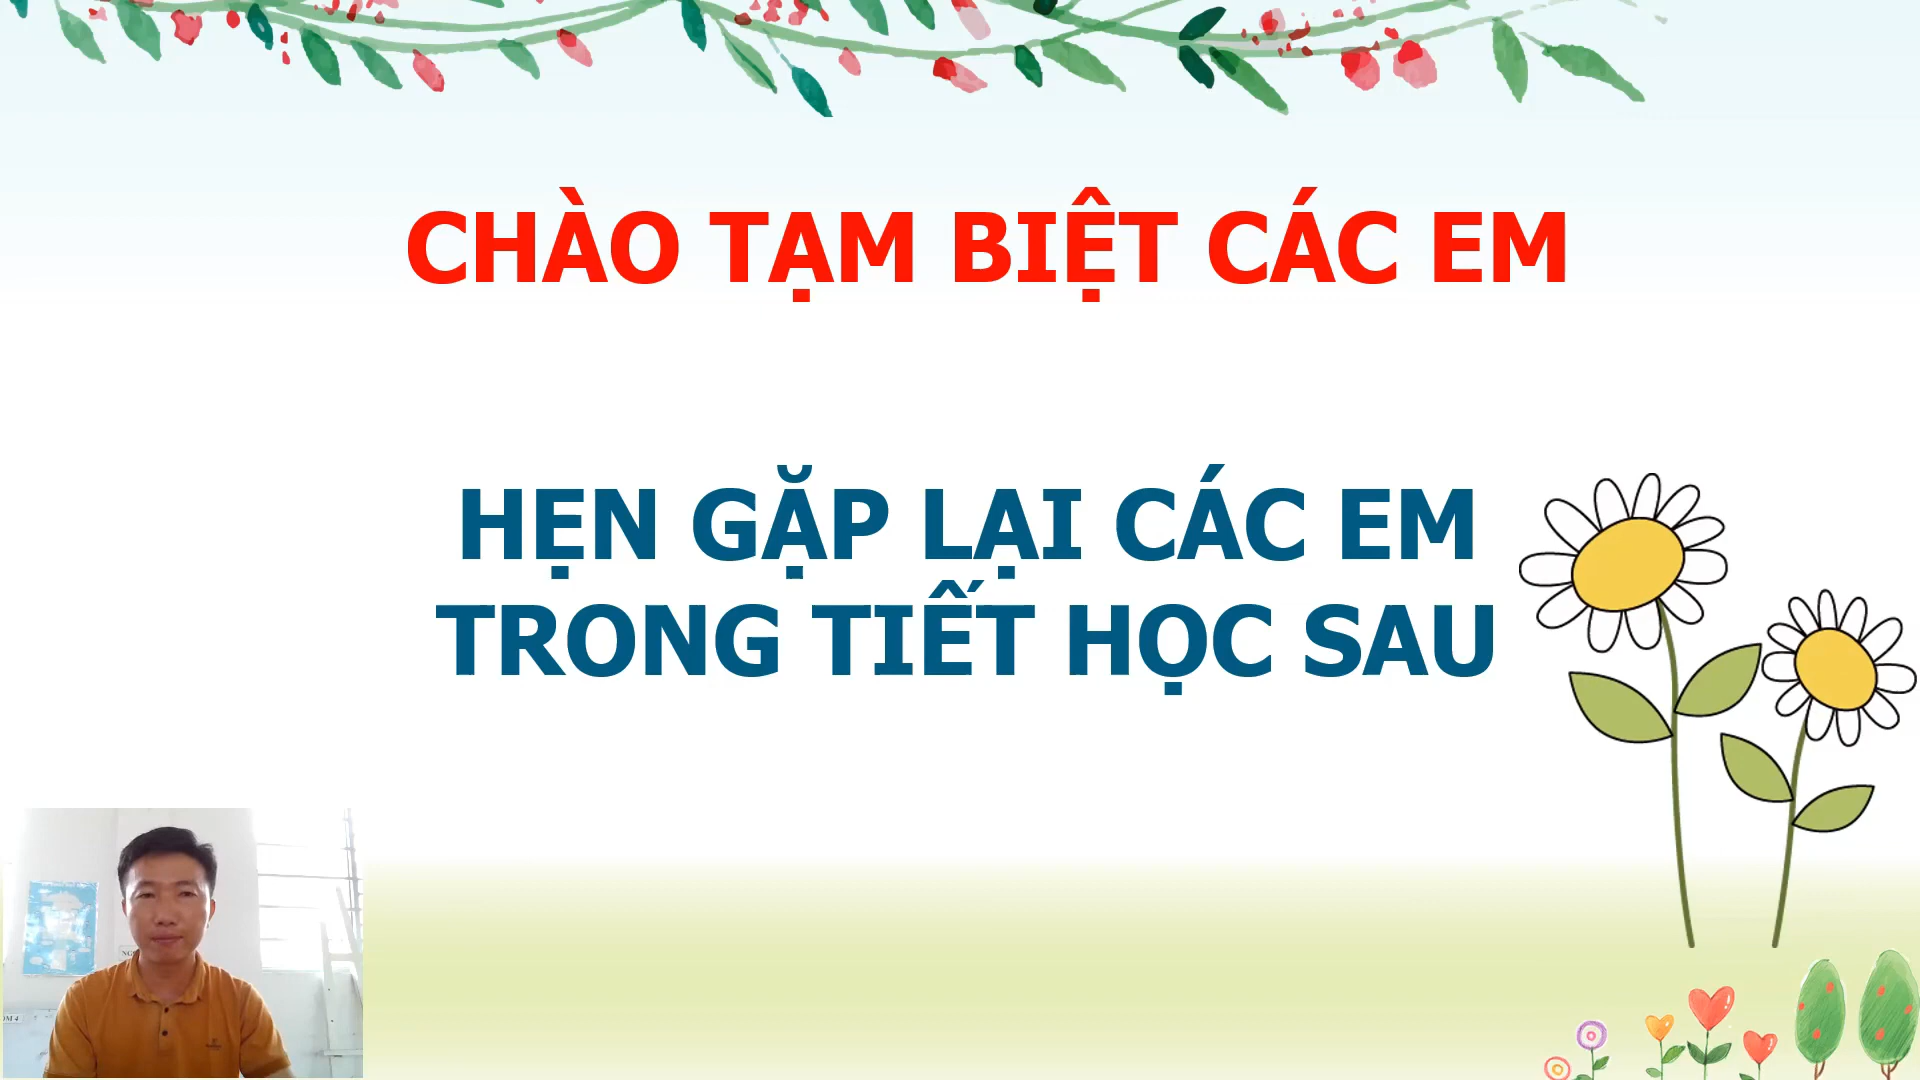 CHÀO TẠM BIỆT CÁC EM
HẸN GẶP LẠI CÁC EM
TRONG TIẾT HỌC SAU